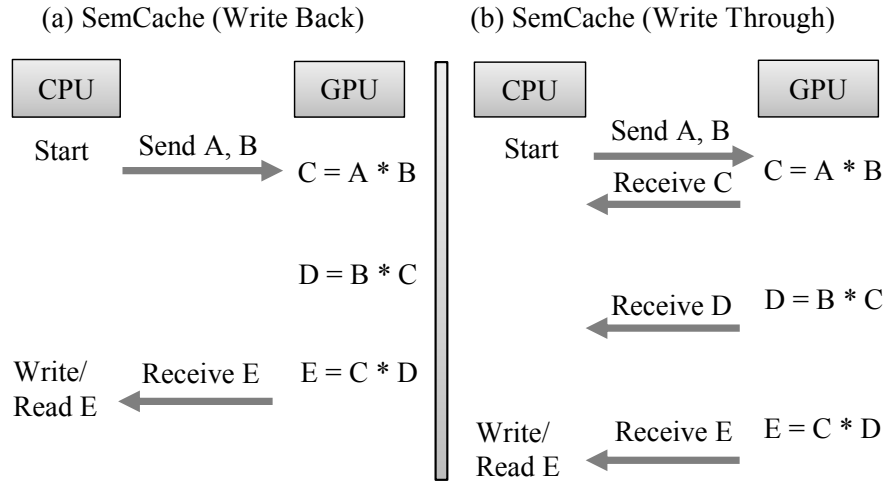 (a) SemCache (Write Back)
CPU
GPU
Start
Send A, B
C = A * B
D = B * C
Write/
Read E
Receive E
E = C * D
(b) SemCache (Write Through)
CPU
GPU
Start
Send A, B
C = A * B
Receive C
D = B * C
Receive D
E = C * D
Write/
Read E
Receive E